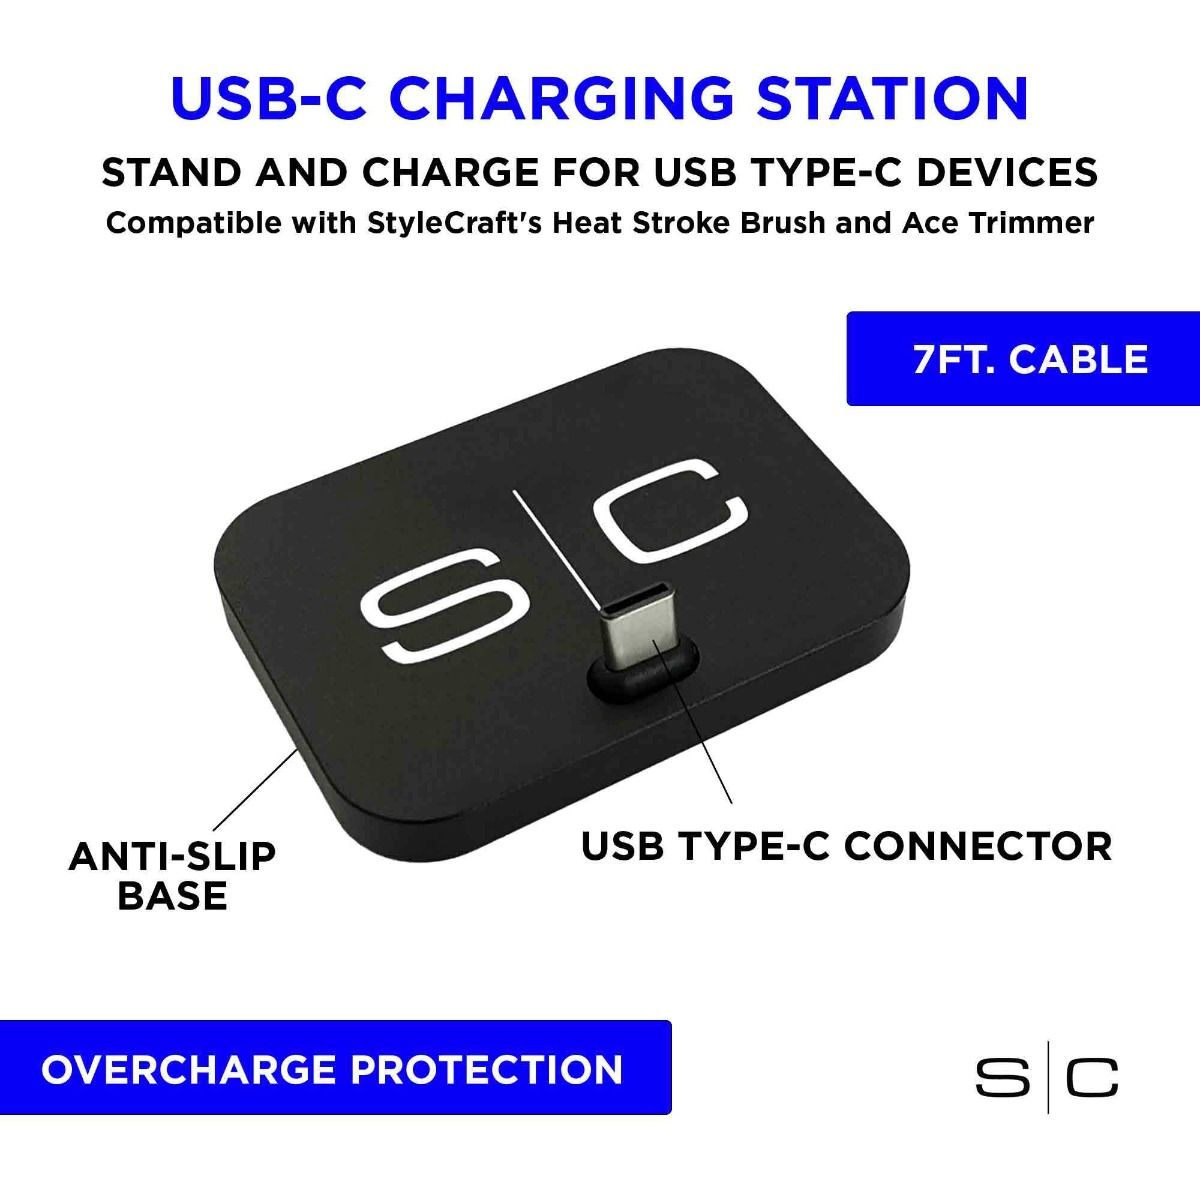 USB-C CHARGING STATION
STAND AND CHARGE FOR USB TYPE-C DEVICES
Compatible with StyleCraft's Heat Stroke Brush and Ace Trimmer
7FT. CABLE
S|C
ANTI-SLIP
BASE
USB TYPE-C CONNECTOR
OVERCHARGE PROTECTION
S|C